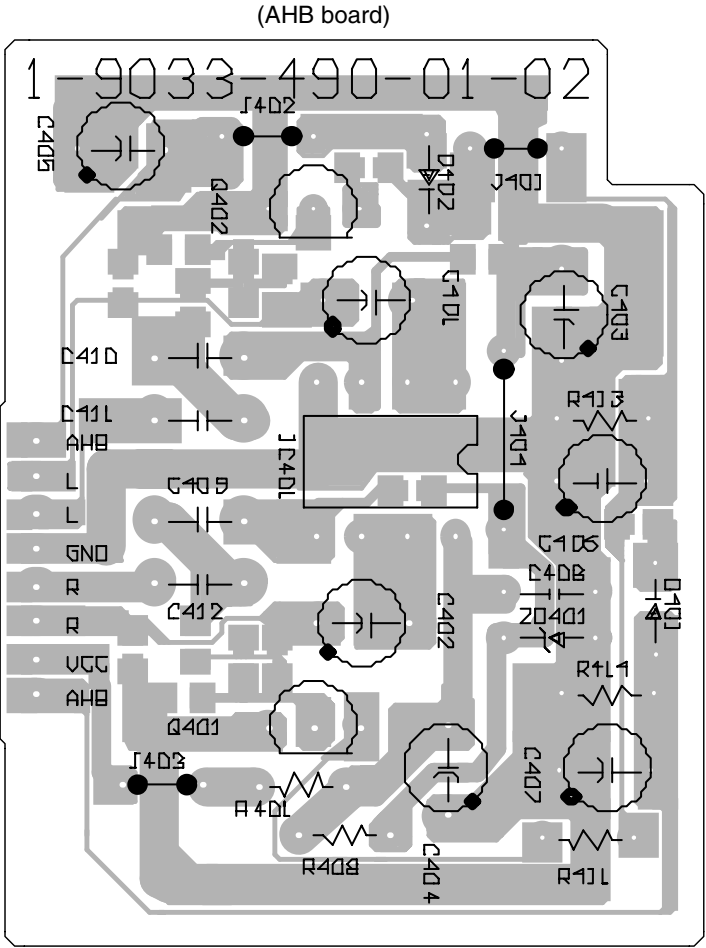 (AHB board)
1-9033-490-01-02
J402
C405
Q402
D402
J401
C401
C403
C410
R413
C411
AHB
IC401
J404
L
C409
L
GND
C406
C408
R
D401
C412
C402
Z0401
R
VCC
R414
AHB
Q401
J403
C407
R401
R408
C404
R411